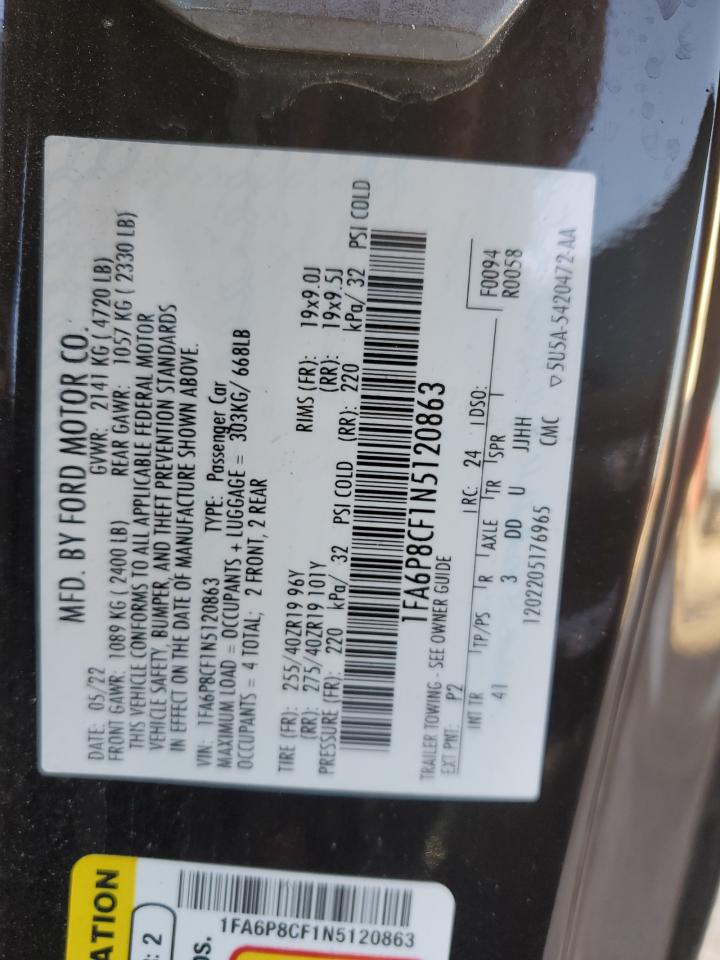 MFD. BY FORD MOTOR CO.
DATE: 05/22 GVWR: 2141 KG ( 4720 LB)
FRONT GAWR: 1089 KG ( 2400 LB) REAR GAWR: 1057 KG ( 2330 LB)
THIS VEHICLE CONFORMS TO ALL APPLICABLE FEDERAL MOTOR
VEHICLE SAFETY, BUMPER, AND THEFT PREVENTION STANDARDS
IN EFFECT ON THE DATE OF MANUFACTURE SHOWN ABOVE.
VIN: 1FA6P8CF1N5120863 TYPE: Passenger Car
MAXIMUM LOAD = OCCUPANTS + LUGGAGE = 303KG/ 668LB
OCCUPANTS = 4 TOTAL; 2 FRONT, 2 REAR
TIRE (FR): 255/40ZR19 96Y RIMS (FR): 19x9.0J
(RR): 275/40ZR19 101Y (RR): 19x9.5J
PRESSURE (FR): 220 kPa/ 32 PSI COLD (RR): 220 kPa/ 32 PSI COLD
1FA6P8CF1N5120863
TRAILER TOWING - SEE OWNER GUIDE
EXT PNT: P2 RC: 24 DSO: F0094
R0058
INT TR TP/PS R AXLE TR SPR
41 3 DD U JJHH
1202205176965 CMC ▽5U5A-5420472-AA
ATION
: 2
os.
1FA6P8CF1N5120863